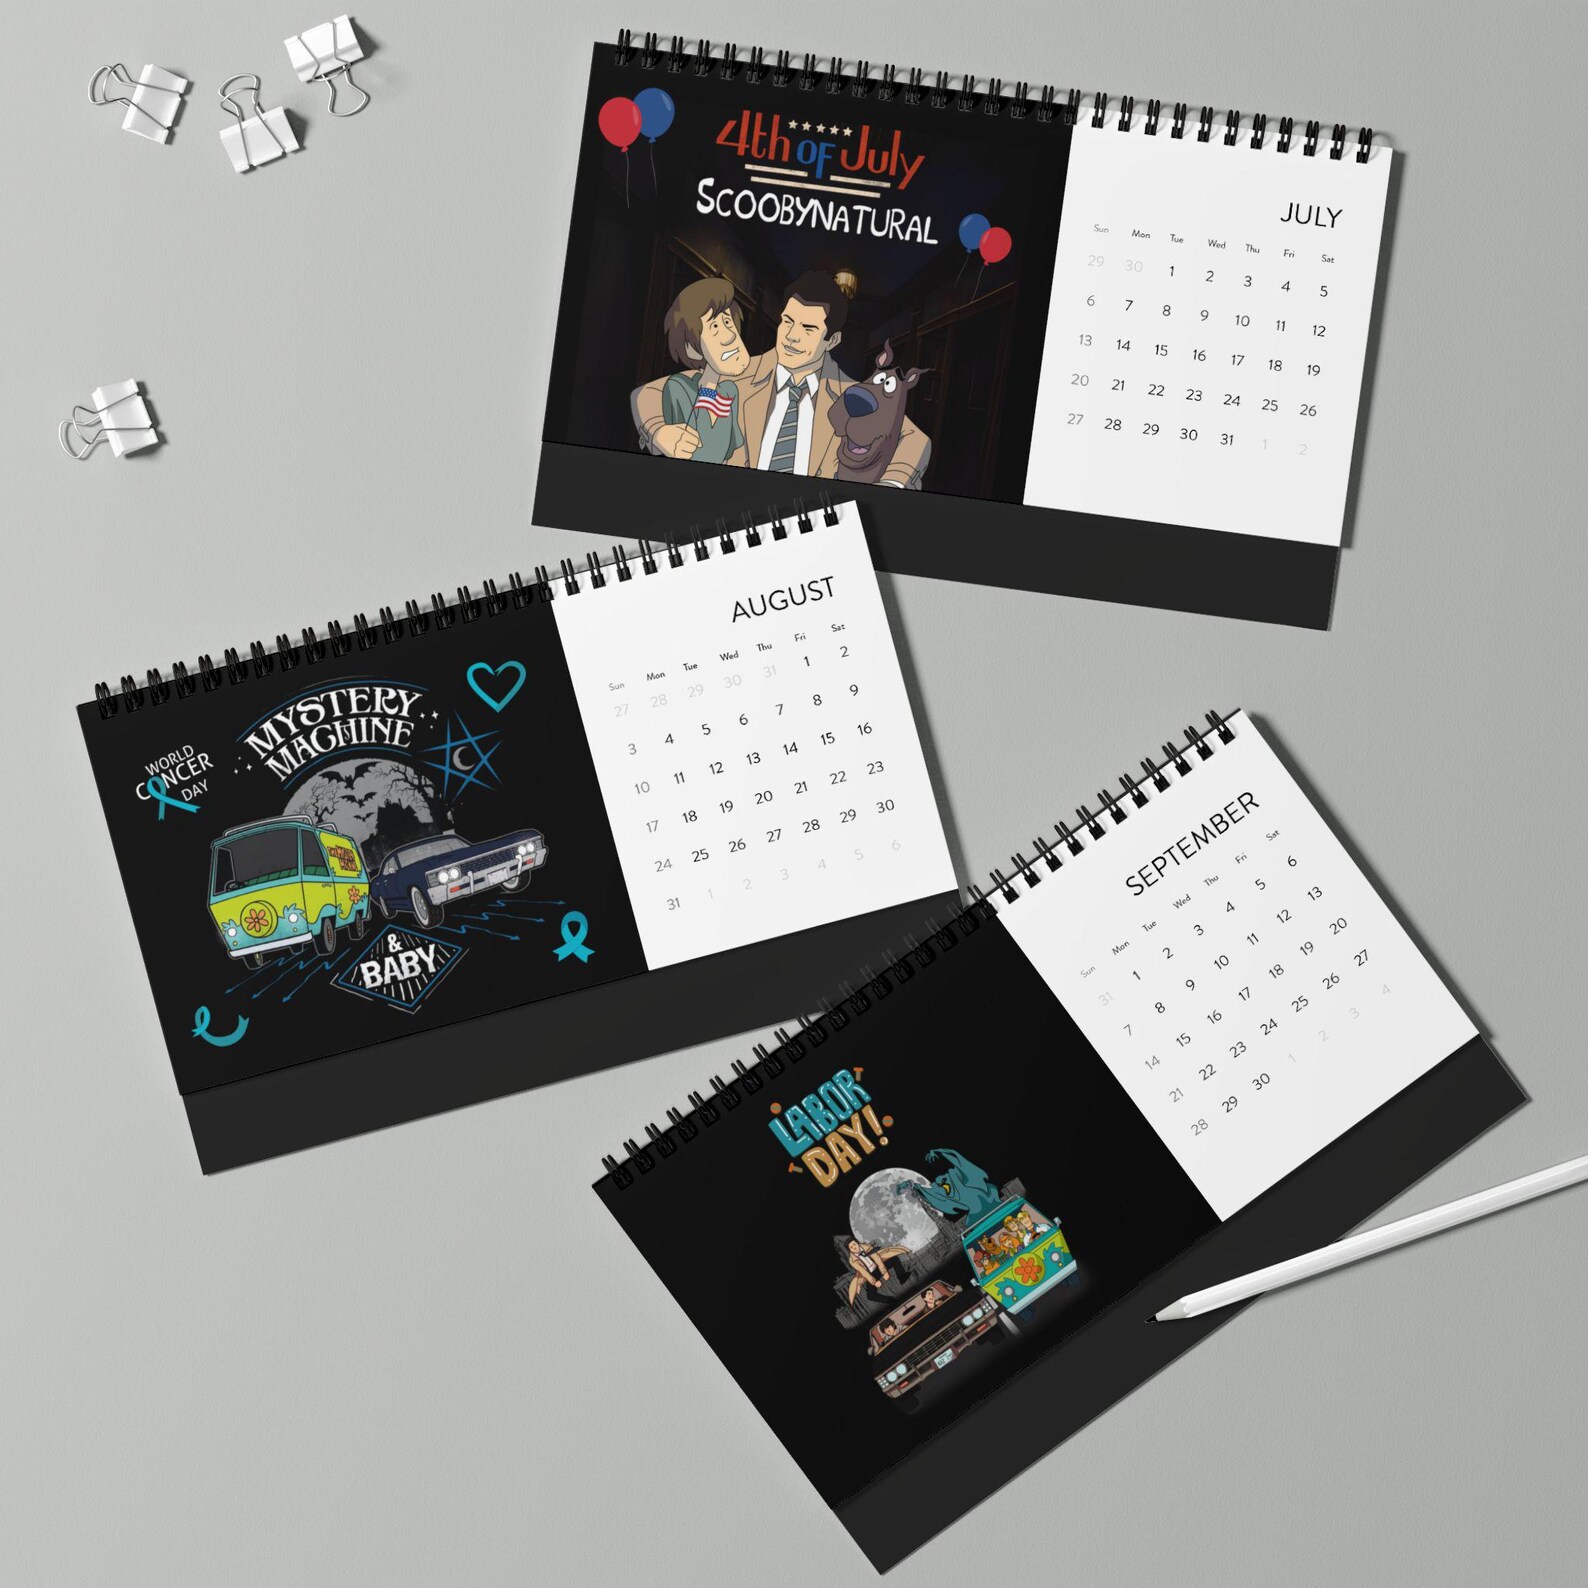 4th OF July
SCOOBYNATURAL
JULY
Sun Mon Tue Wed Thu Fri Sat
29 30 1 2 3 4 5
6 7 8 9 10 11 12
13 14 15 16 17 18 19
20 21 22 23 24 25 26
27 28 29 30 31 1 2
MYSTERY
MACHINE
WORLD
CANCER
DAY
&
BABY
AUGUST
Sun Mon Tue Wed Thu Fri Sat
27 28 29 30 31 1 2
3 4 5 6 7 8 9
10 11 12 13 14 15 16
17 18 19 20 21 22 23
24 25 26 27 28 29 30
31 1 2 3 4 5 6
LABOR
DAY!
SEPTEMBER
Sun Mon Tue Wed Thu Fri Sat
31 1 2 3 4 5 6
7 8 9 10 11 12 13
14 15 16 17 18 19 20
21 22 23 24 25 26 27
28 29 30 1 2 3 4